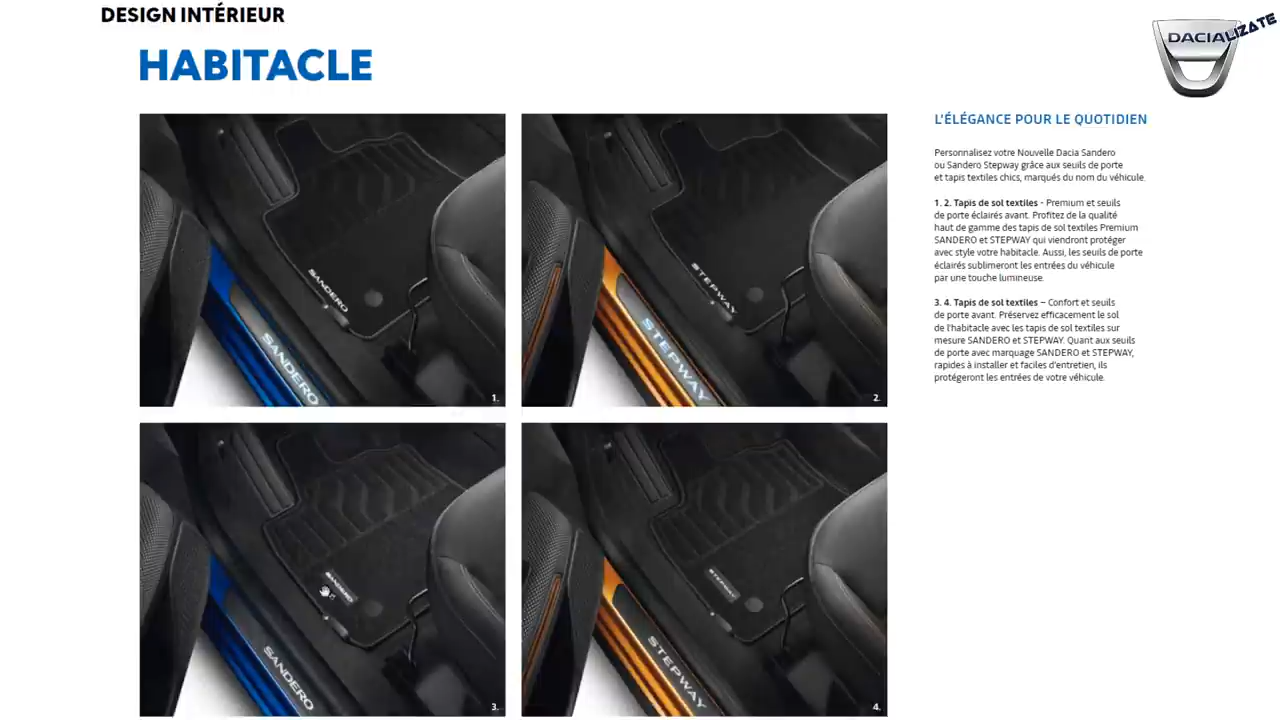 DESIGN INTÉRIEUR
HABITACLE
DACIALIZATE
SANDERO
SANDERO
1.
STEPWAY
STEPWAY
2.
SANDERO
SANDERO
3.
STEPWAY
STEPWAY
4.
L'ÉLÉGANCE POUR LE QUOTIDIEN
Personnalisez votre Nouvelle Dacia Sandero
ou Sandero Stepway grâce aux seuils de porte
et tapis textiles chics, marqués du nom du véhicule.
1. 2. Tapis de sol textiles - Premium et seuils
de porte éclairés avant. Profitez de la qualité
haut de gamme des tapis de sol textiles Premium
SANDERO et STEPWAY qui viendront protéger
avec style votre habitacle. Aussi, les seuils de porte
éclairés sublimeront les entrées du véhicule
par une touche lumineuse.
3. 4. Tapis de sol textiles – Confort et seuils
de porte avant. Préservez efficacement le sol
de l'habitacle avec les tapis de sol textiles sur
mesure SANDERO et STEPWAY. Quant aux seuils
de porte avec marquage SANDERO et STEPWAY,
rapides à installer et faciles d'entretien, ils
protégeront les entrées de votre véhicule.